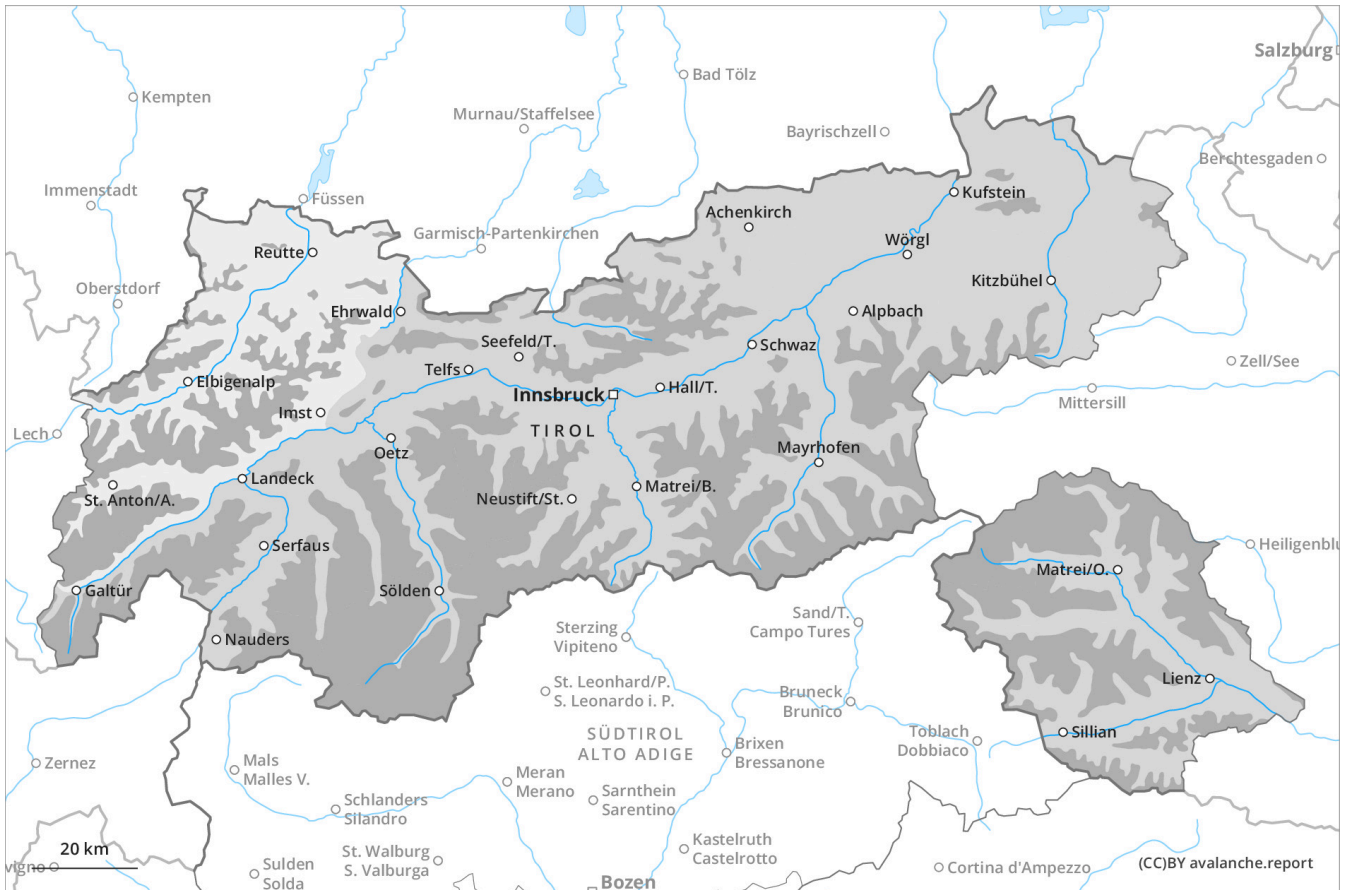 Salzburg
Bad Tölz
Kempten
Murnau/Staffelsee
Bayrischzell
Berchtesgaden
Immenstadt
Füssen
Kufstein
Achenkirch
Garmisch-Partenkirchen
Wörgl
Reutte
Kitzbühel
Oberstdorf
Ehrwald
Alpbach
Seefeld/T.
Schwaz
Zell/See
Telfs
Elbigenalp
Innsbruck
Hall/T.
Mittersill
Imst
TIROL
Lech
Oetz
Mayrhofen
Landeck
Matrei/B.
St. Anton/A.
Neustift/St.
Serfaus
Heiligenblu
Matrei/O.
Galtür
Sölden
Sand/T.
Campo Tures
Sterzing
Vipiteno
Nauders
Lienz
St. Leonhard/P.
S. Leonardo i. P.
Bruneck
Brunico
Sillian
Toblach
Dobbiaco
SÜDTIROL
ALTO ADIGE
Brixen
Bressanone
Zernez
Mals
Malles V.
Meran
Merano
Sarnthein
Sarentino
Schlanders
Silandro
20 km
Kastelruth
Castelrotto
St. Walburg
S. Valburga
vigno
Sulden
Solda
Cortina d'Ampezzo
(CC)BY avalanche.report
Bozen